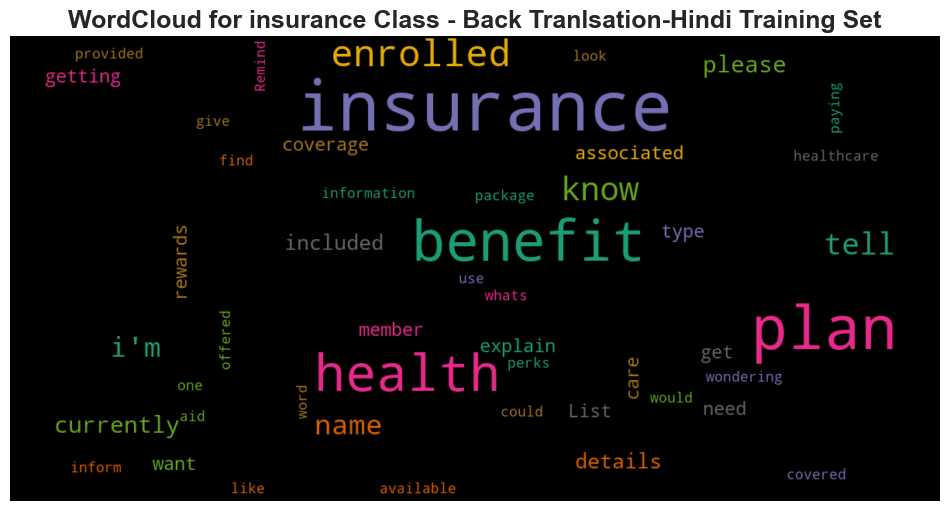 WordCloud for insurance Class - Back Tranlsation-Hindi Training Set
provided
Remind
enrolled
look
please
getting
insurance
paying
give
coverage
associated
healthcare
find
information
package
know
rewards
included
benefit
type
tell
use
whats
plan
offered
member
i'm
explain
perks
get
health
care
wondering
one
word
could
List
would
need
currently
aid
name
inform
want
details
covered
like
available